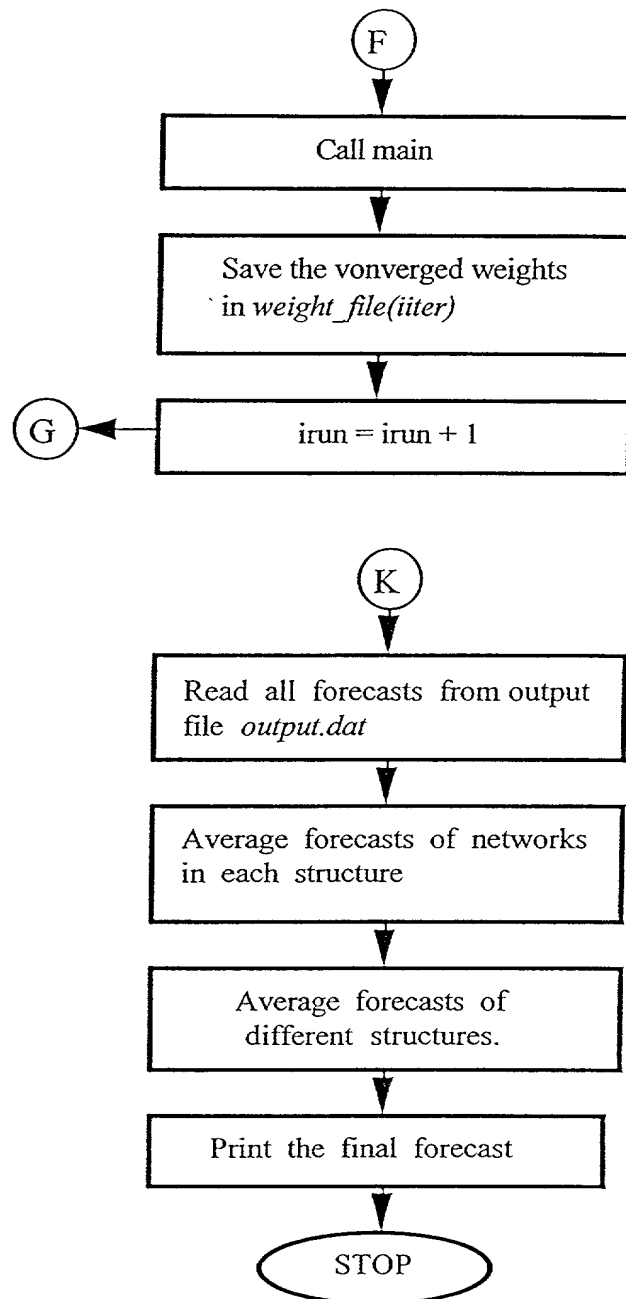 F
Call main
Save the vonverged weights
in weight_file(iiter)
G
irun = irun + 1
K
Read all forecasts from output
file output.dat
Average forecasts of networks
in each structure
Average forecasts of
different structures.
Print the final forecast
STOP